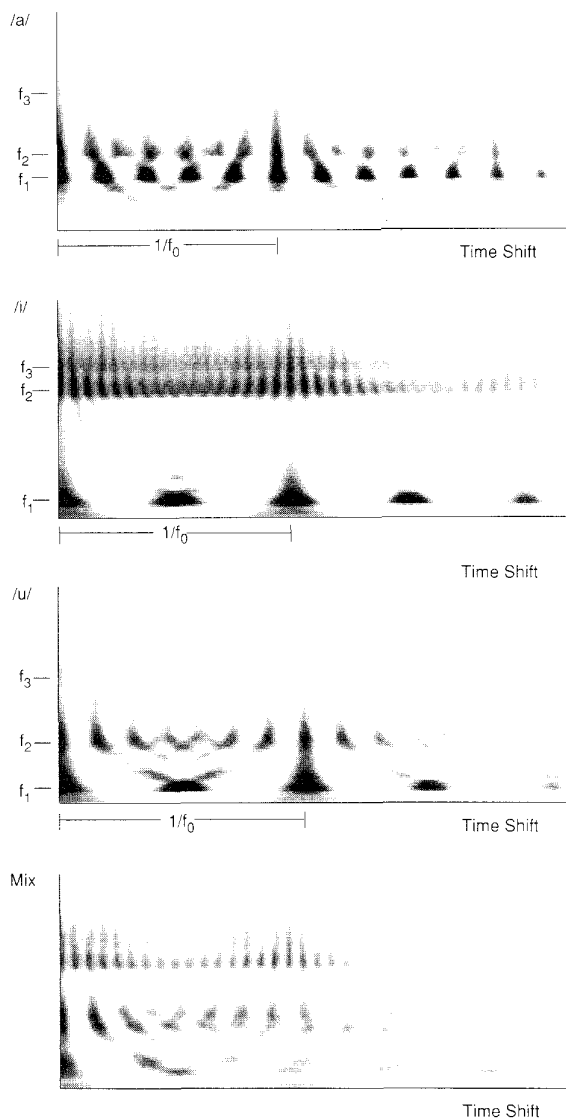 /a/
f₃
f₂
f₁
1/f₀
Time Shift
/i/
f₃
f₂
f₁
1/f₀
Time Shift
/u/
f₃
f₂
f₁
1/f₀
Time Shift
Mix
Time Shift